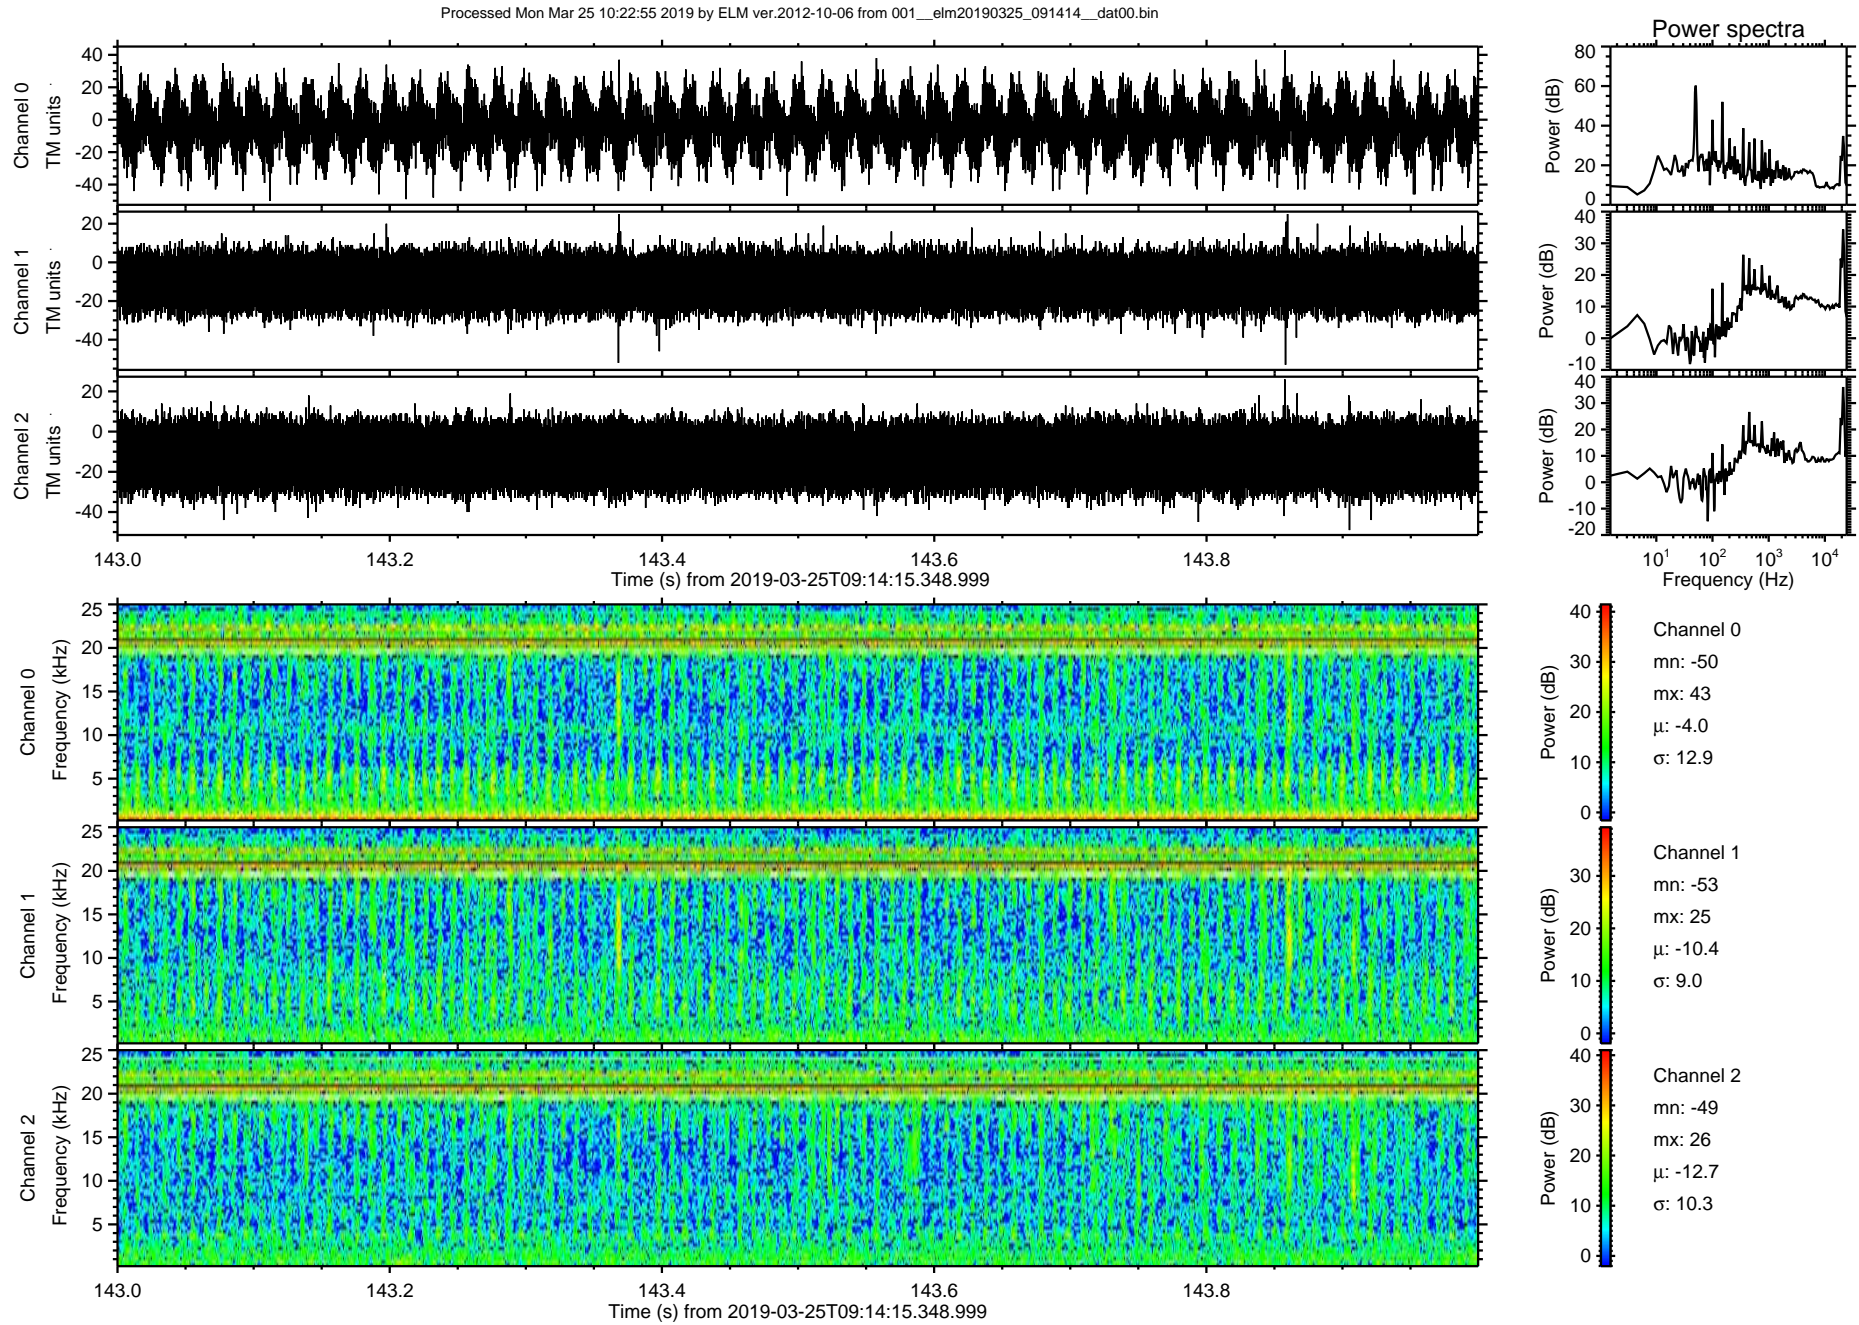 Processed Mon Mar 25 10:22:55 2019 by ELM ver.2012-10-06 from 001__elm20190325_091414__dat00.bin
Power spectra
Channel 0
TM units
40
20
0
-20
-40
Power (dB)
80
60
40
20
0
Channel 1
TM units
20
0
-20
-40
Power (dB)
40
30
20
10
0
-10
Channel 2
TM units
20
0
-20
-40
Power (dB)
40
30
20
10
0
-10
-20
143.0 143.2 143.4 143.6 143.8
Time (s) from 2019-03-25T09:14:15.348.999
10¹ 10² 10³ 10⁴
Frequency (Hz)
Channel 0
Frequency (kHz)
25
20
15
10
5
Power (dB)
40
30
20
10
0
Channel 0
mn: -50
mx: 43
μ: -4.0
σ: 12.9
Channel 1
Frequency (kHz)
25
20
15
10
5
Power (dB)
30
20
10
0
Channel 1
mn: -53
mx: 25
μ: -10.4
σ: 9.0
Channel 2
Frequency (kHz)
25
20
15
10
5
Power (dB)
40
30
20
10
0
Channel 2
mn: -49
mx: 26
μ: -12.7
σ: 10.3
143.0 143.2 143.4 143.6 143.8
Time (s) from 2019-03-25T09:14:15.348.999